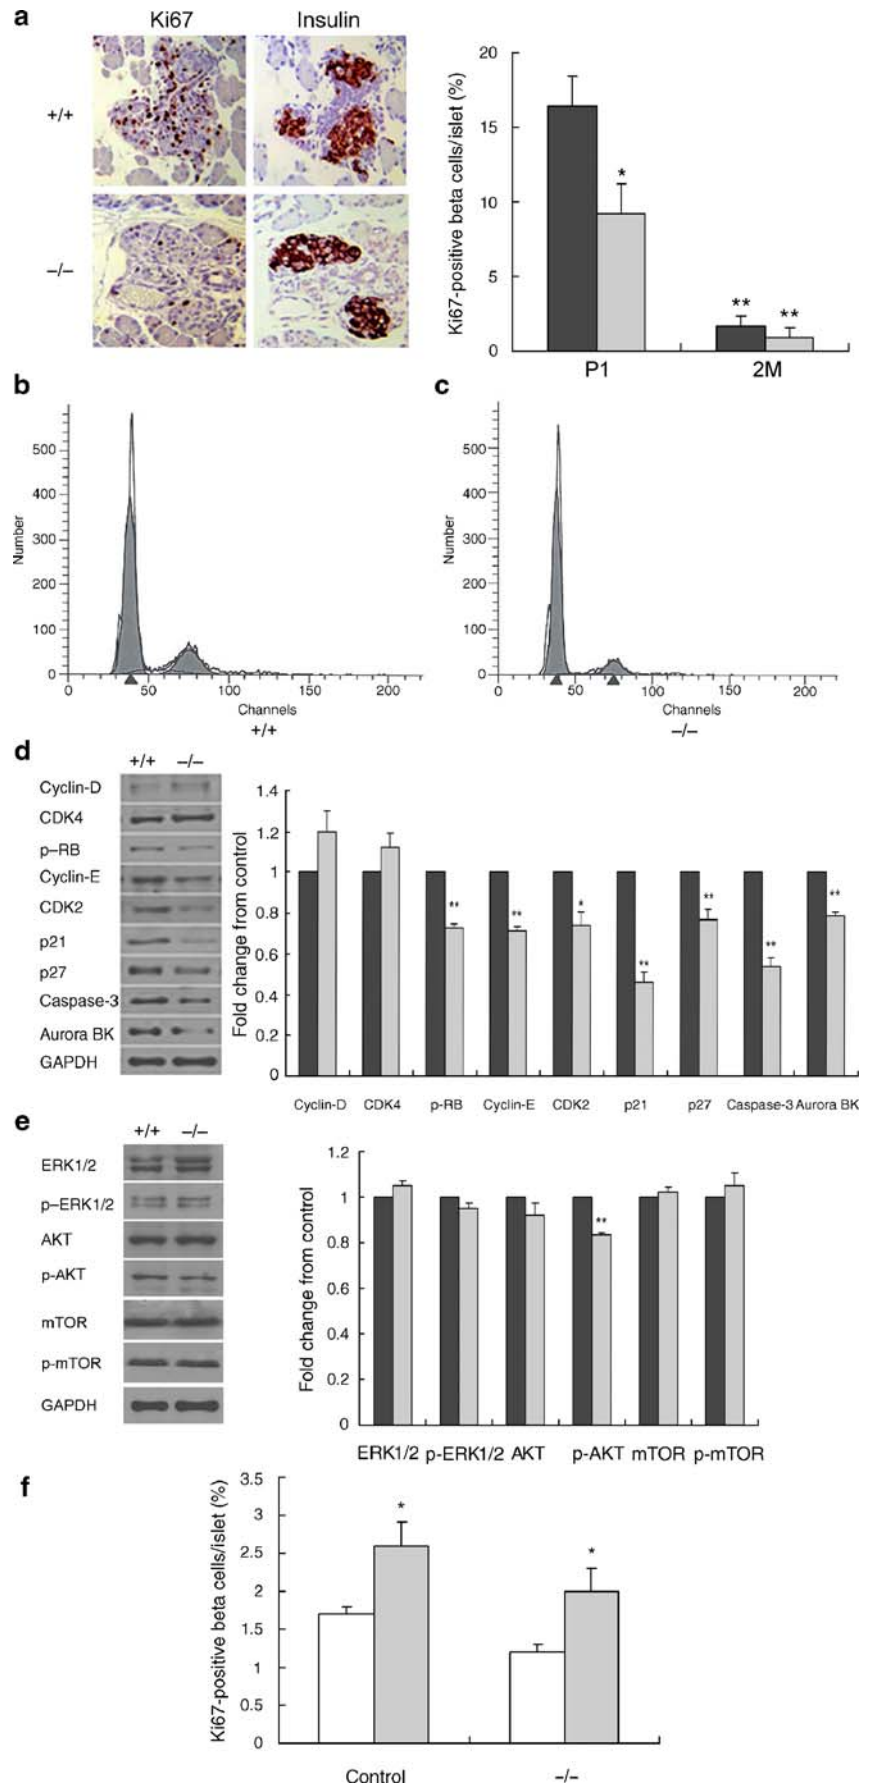 a
Ki67 Insulin
+/+
–/–
Ki67-positive beta cells/islet (%)
20
15
10
5
0
*
** **
P1 2M
b
Number
500
400
300
200
100
0
0 50 100 150 200
Channels
+/+
c
Number
500
400
300
200
100
0
0 50 100 150 200
Channels
–/–
d
+/+ –/–
Cyclin-D
CDK4
p–RB
Cyclin-E
CDK2
p21
p27
Caspase-3
Aurora BK
GAPDH
Fold change from control
1.4
1.2
1
0.8
0.6
0.4
0.2
0
** ** * ** ** ** **
Cyclin-D CDK4 p-RB Cyclin-E CDK2 p21 p27 Caspase-3 Aurora BK
e
+/+ –/–
ERK1/2
p–ERK1/2
AKT
p-AKT
mTOR
p-mTOR
GAPDH
Fold change from control
1.2
1
0.8
0.6
0.4
0.2
0
**
ERK1/2 p-ERK1/2 AKT p-AKT mTOR p-mTOR
f
Ki67-positive beta cells/islet (%)
3.5
3
2.5
2
1.5
1
0.5
0
* *
Control –/–